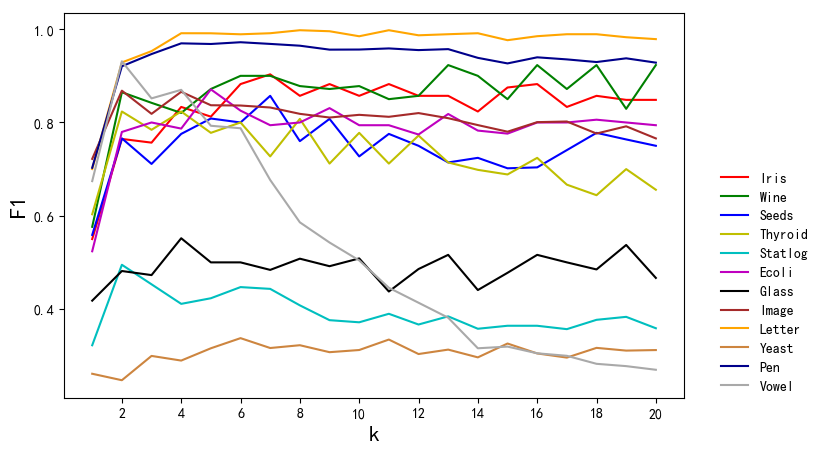 1.0
0.8
0.6
0.4
F1
2 4 6 8 10 12 14 16 18 20
k
Iris
Wine
Seeds
Thyroid
Statlog
Ecoli
Glass
Image
Letter
Yeast
Pen
Vowel